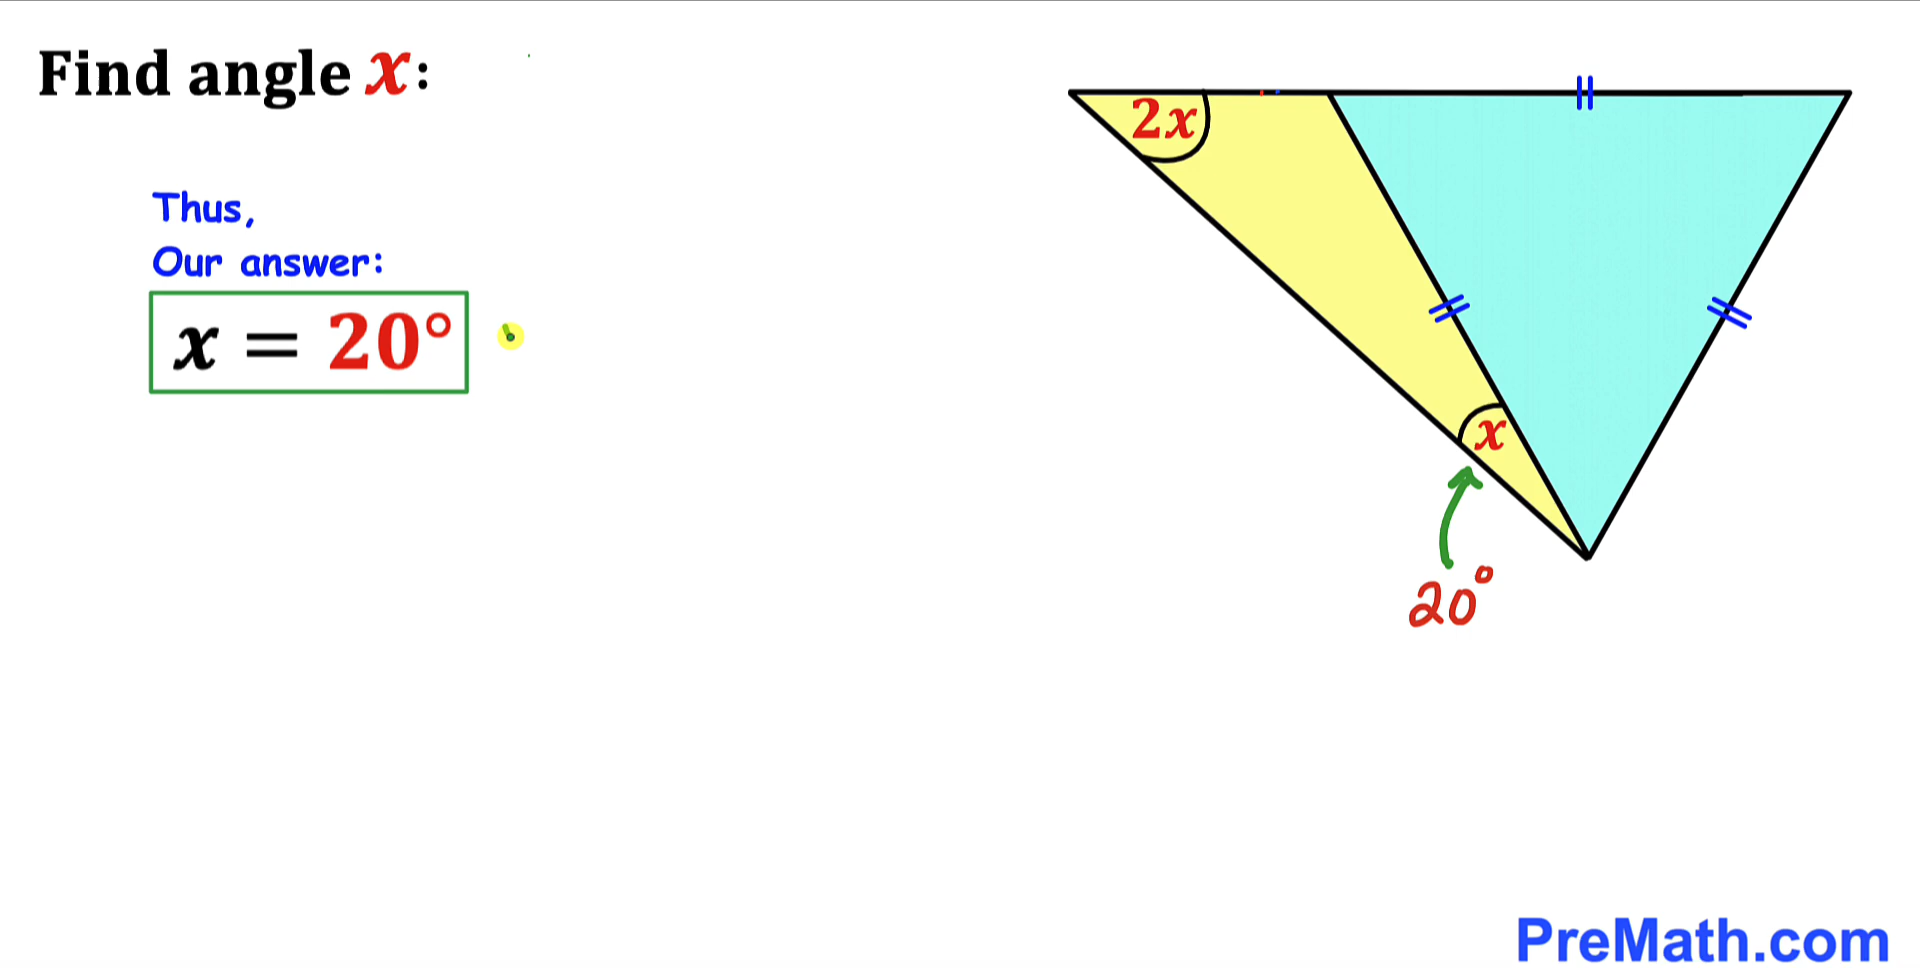 Find angle x:
2x
Thus,
Our answer:
x = 20°
x
20°
PreMath.com